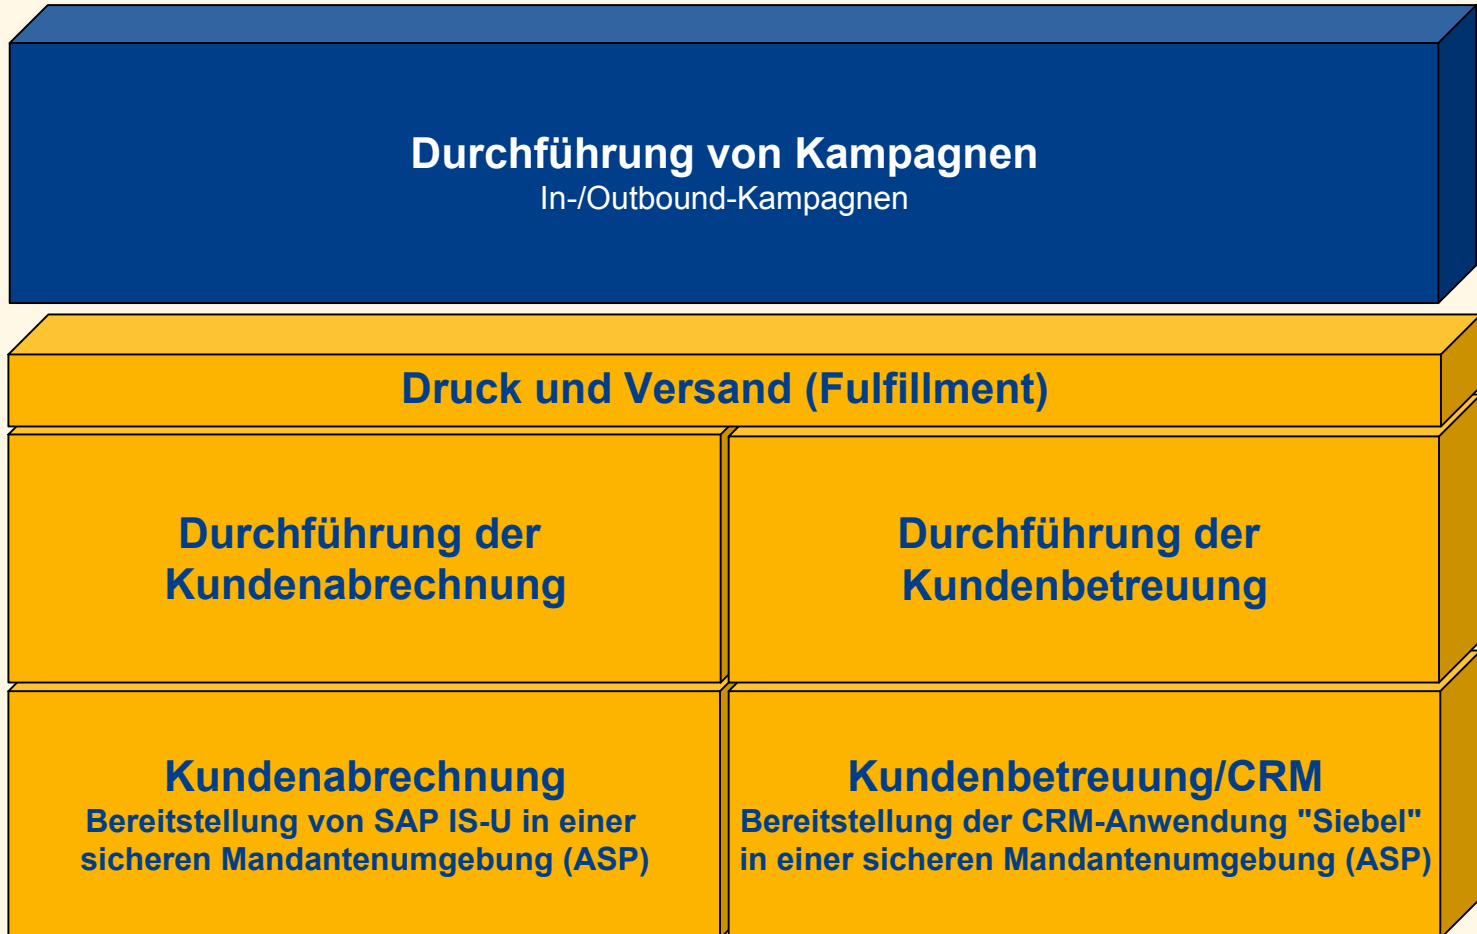 Durchführung von Kampagnen
In-/Outbound-Kampagnen
Druck und Versand (Fulfillment)
Durchführung der
Kundenabrechnung
Durchführung der
Kundenbetreuung
Kundenabrechnung
Bereitstellung von SAP IS-U in einer
sicheren Mandantenumgebung (ASP)
Kundenbetreuung/CRM
Bereitstellung der CRM-Anwendung "Siebel"
in einer sicheren Mandantenumgebung (ASP)